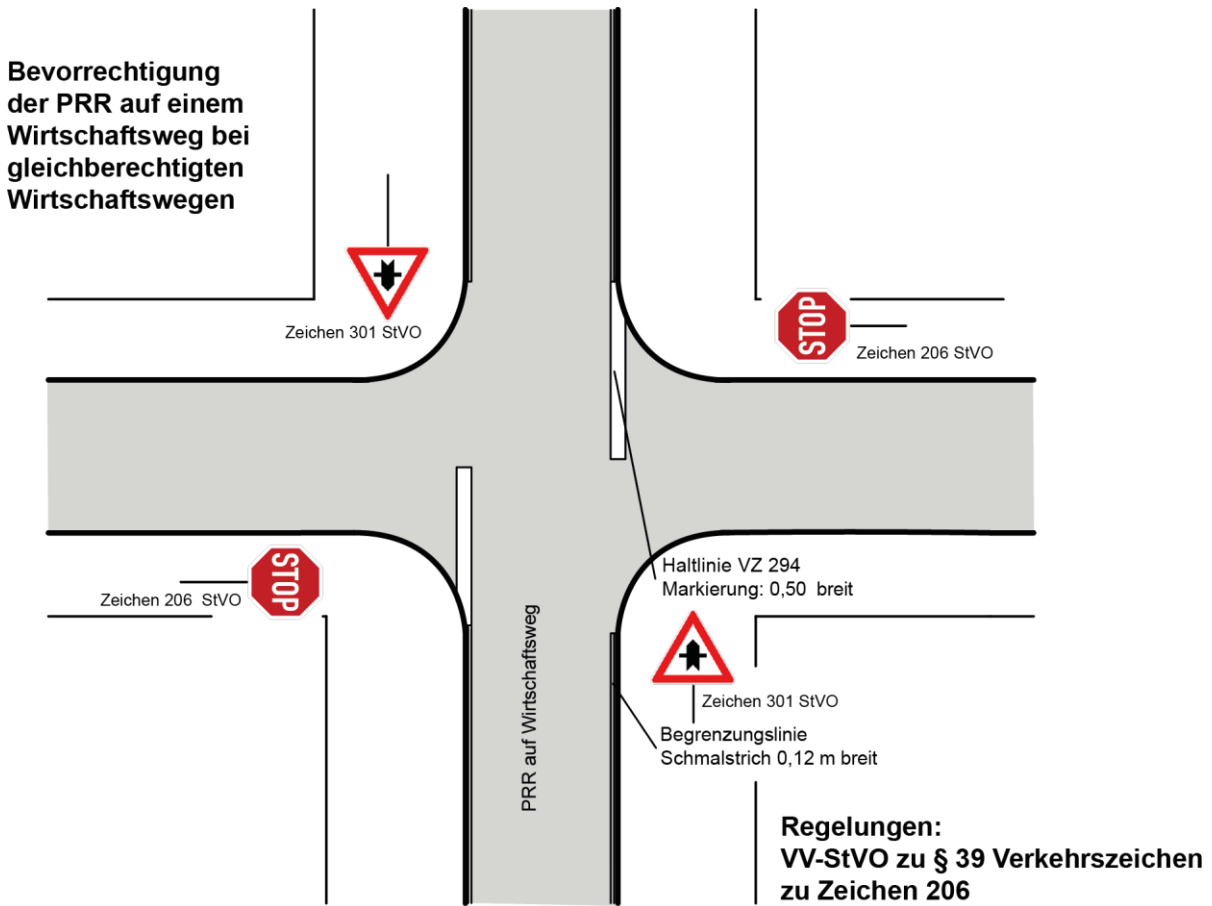 Bevorrechtigung
der PRR auf einem
Wirtschaftsweg bei
gleichberechtigten
Wirtschaftswegen
Zeichen 301 StVO
STOP
Zeichen 206 StVO
STOP
Zeichen 206 StVO
Haltlinie VZ 294
Markierung: 0,50 breit
PRR auf Wirtschaftsweg
Zeichen 301 StVO
Begrenzungslinie
Schmalstrich 0,12 m breit
Regelungen:
VV-StVO zu § 39 Verkehrszeichen
zu Zeichen 206